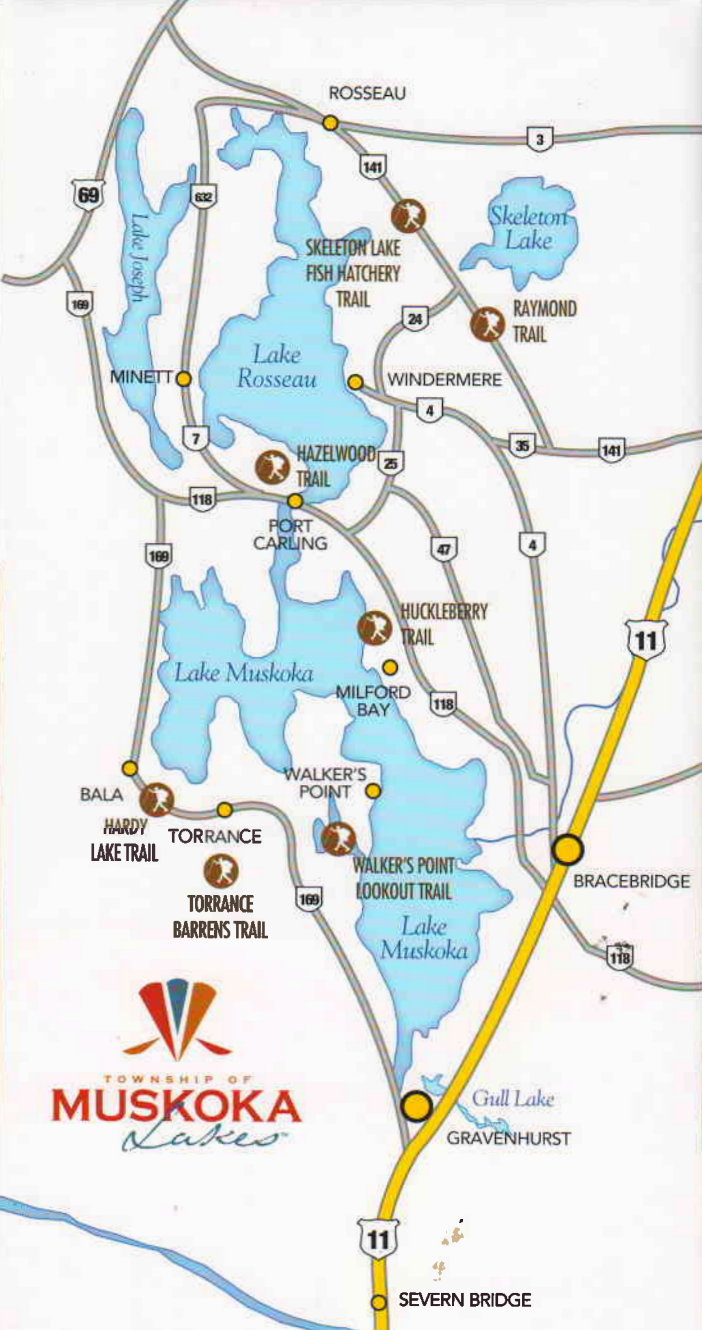 ROSSEAU
3
141
69
632
Lake Joseph
Skeleton
Lake
SKELETON LAKE
FISH HATCHERY
TRAIL
169
24
RAYMOND
TRAIL
Lake
Rosseau
MINETT
WINDERMERE
4
7
35
141
HAZELWOOD
TRAIL
25
118
PORT
CARLING
169
47
4
HUCKLEBERRY
TRAIL
11
Lake Muskoka
MILFORD
BAY
118
WALKER'S
POINT
BALA
HARDY
LAKE TRAIL
TORRANCE
WALKER'S POINT
LOOKOUT TRAIL
BRACEBRIDGE
TORRANCE
BARRENS TRAIL
169
Lake
Muskoka
118
TOWNSHIP OF
MUSKOKA
Lakes
Gull Lake
GRAVENHURST
11
SEVERN BRIDGE